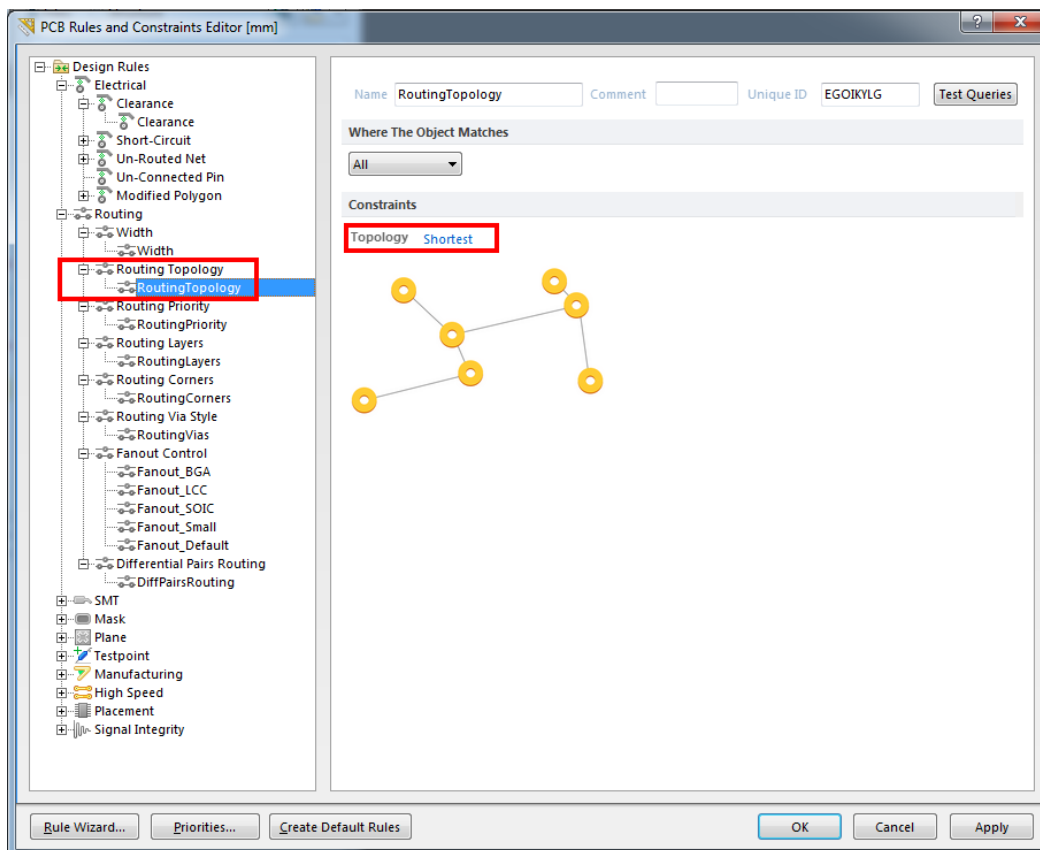 PCB Rules and Constraints Editor [mm]
Design Rules
Electrical
Clearance
Clearance
Short-Circuit
Un-Routed Net
Un-Connected Pin
Modified Polygon
Routing
Width
Width
Routing Topology
RoutingTopology
Routing Priority
RoutingPriority
Routing Layers
RoutingLayers
Routing Corners
RoutingCorners
Routing Via Style
RoutingVias
Fanout Control
Fanout_BGA
Fanout_LCC
Fanout_SOIC
Fanout_Small
Fanout_Default
Differential Pairs Routing
DiffPairsRouting
SMT
Mask
Plane
Testpoint
Manufacturing
High Speed
Placement
Signal Integrity
Name RoutingTopology Comment Unique ID EGOIKYLG Test Queries
Where The Object Matches
All
Constraints
Topology Shortest
Rule Wizard... Priorities... Create Default Rules OK Cancel Apply